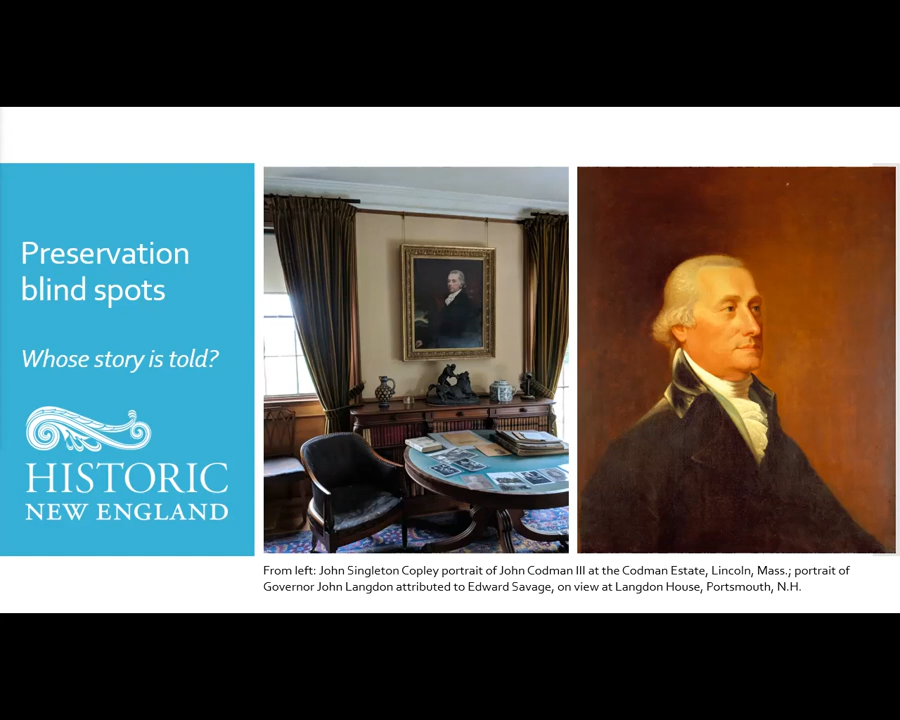 Preservation
blind spots
Whose story is told?
HISTORIC
NEW ENGLAND
From left: John Singleton Copley portrait of John Codman III at the Codman Estate, Lincoln, Mass.; portrait of
Governor John Langdon attributed to Edward Savage, on view at Langdon House, Portsmouth, N.H.